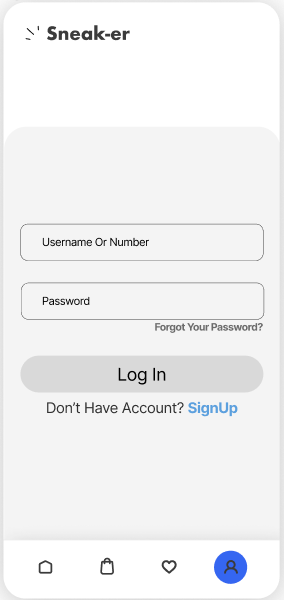 Sneak-er
Username Or Number
Password
Forgot Your Password?
Log In
Don't Have Account? SignUp